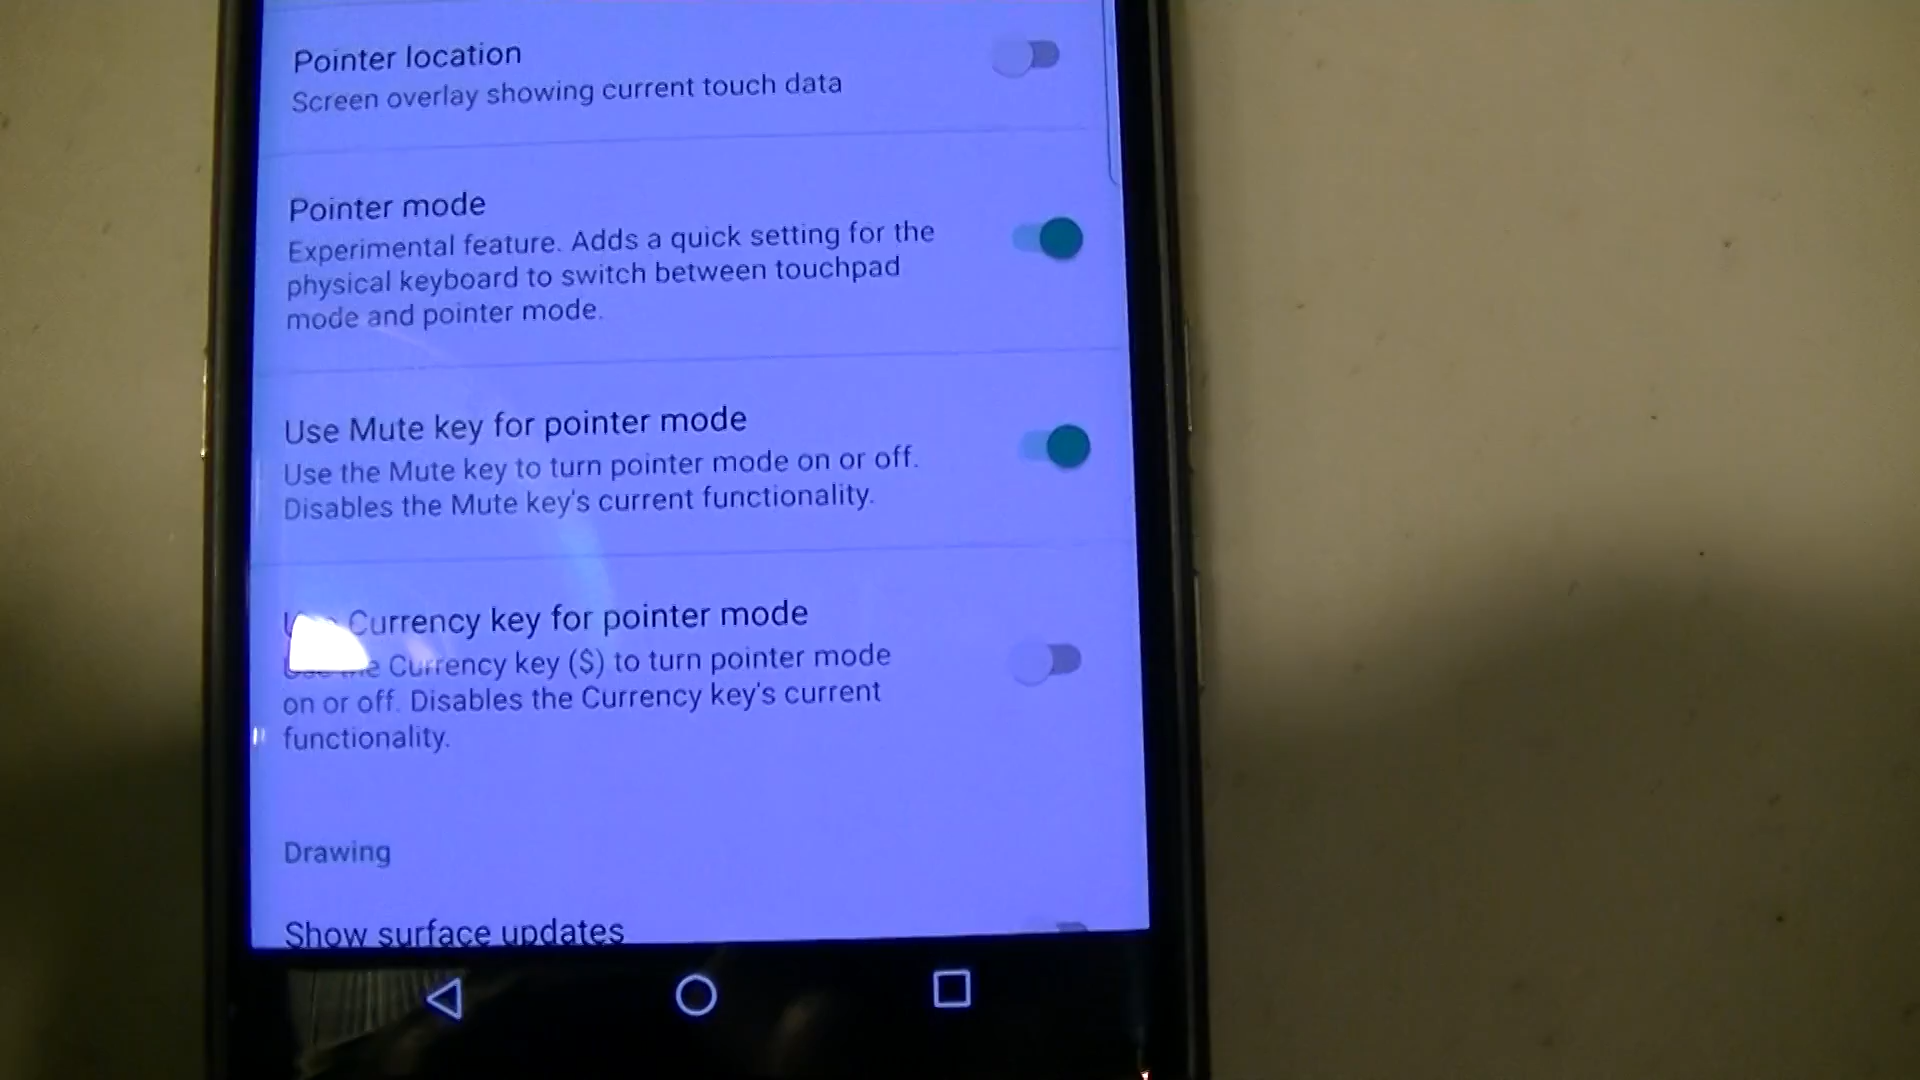 Pointer location
Screen overlay showing current touch data
Pointer mode
Experimental feature. Adds a quick setting for the
physical keyboard to switch between touchpad
mode and pointer mode.
Use Mute key for pointer mode
Use the Mute key to turn pointer mode on or off.
Disables the Mute key's current functionality.
Currency key for pointer mode
Currency key ($) to turn pointer mode
on or off. Disables the Currency key's current
functionality.
Drawing
Show surface updates